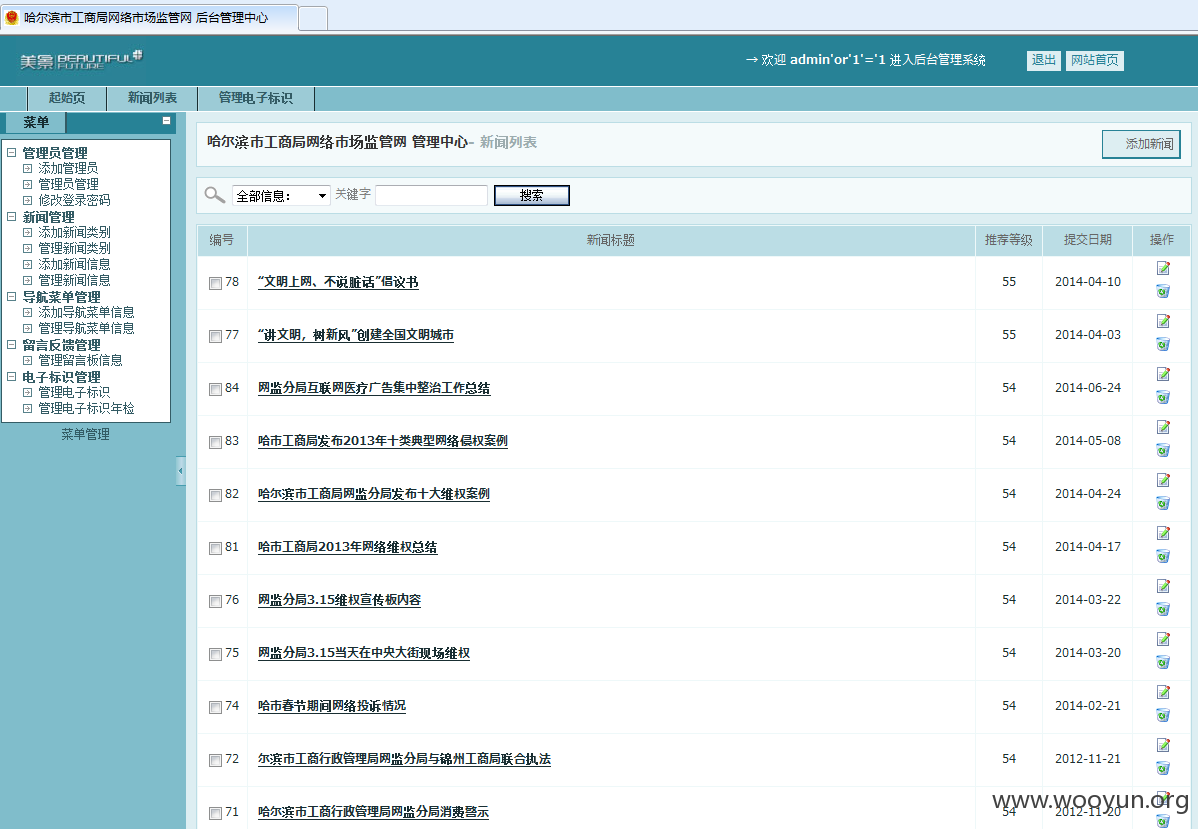 哈尔滨市工商局网络市场监管网 后台管理中心
美景 BEAUTIFUL FUTURE
→ 欢迎 admin'or'1'='1 进入后台管理系统 退出 网站首页
起始页 新闻列表 管理电子标识
菜单
管理员管理
添加管理员
管理员管理
修改登录密码
新闻管理
添加新闻类别
管理新闻类别
添加新闻信息
管理新闻信息
导航菜单管理
添加导航菜单信息
管理导航菜单信息
留言反馈管理
管理留言板信息
电子标识管理
管理电子标识
管理电子标识年检
菜单管理
哈尔滨市工商局网络市场监管网 管理中心- 新闻列表 添加新闻
全部信息: 关键字 搜索
编号 新闻标题 推荐等级 提交日期 操作
78 “文明上网、不说脏话”倡议书 55 2014-04-10
77 “讲文明，树新风”创建全国文明城市 55 2014-04-03
84 网监分局互联网医疗广告集中整治工作总结 54 2014-06-24
83 哈市工商局发布2013年十类典型网络侵权案例 54 2014-05-08
82 哈尔滨市工商局网监分局发布十大维权案例 54 2014-04-24
81 哈市工商局2013年网络维权总结 54 2014-04-17
76 网监分局3.15维权宣传板内容 54 2014-03-22
75 网监分局3.15当天在中央大街现场维权 54 2014-03-20
74 哈市春节期间网络投诉情况 54 2014-02-21
72 尔滨市工商行政管理局网监分局与锦州工商局联合执法 54 2012-11-21
71 哈尔滨市工商行政管理局网监分局消费警示 54 2012-11-20
www.wooyun.org